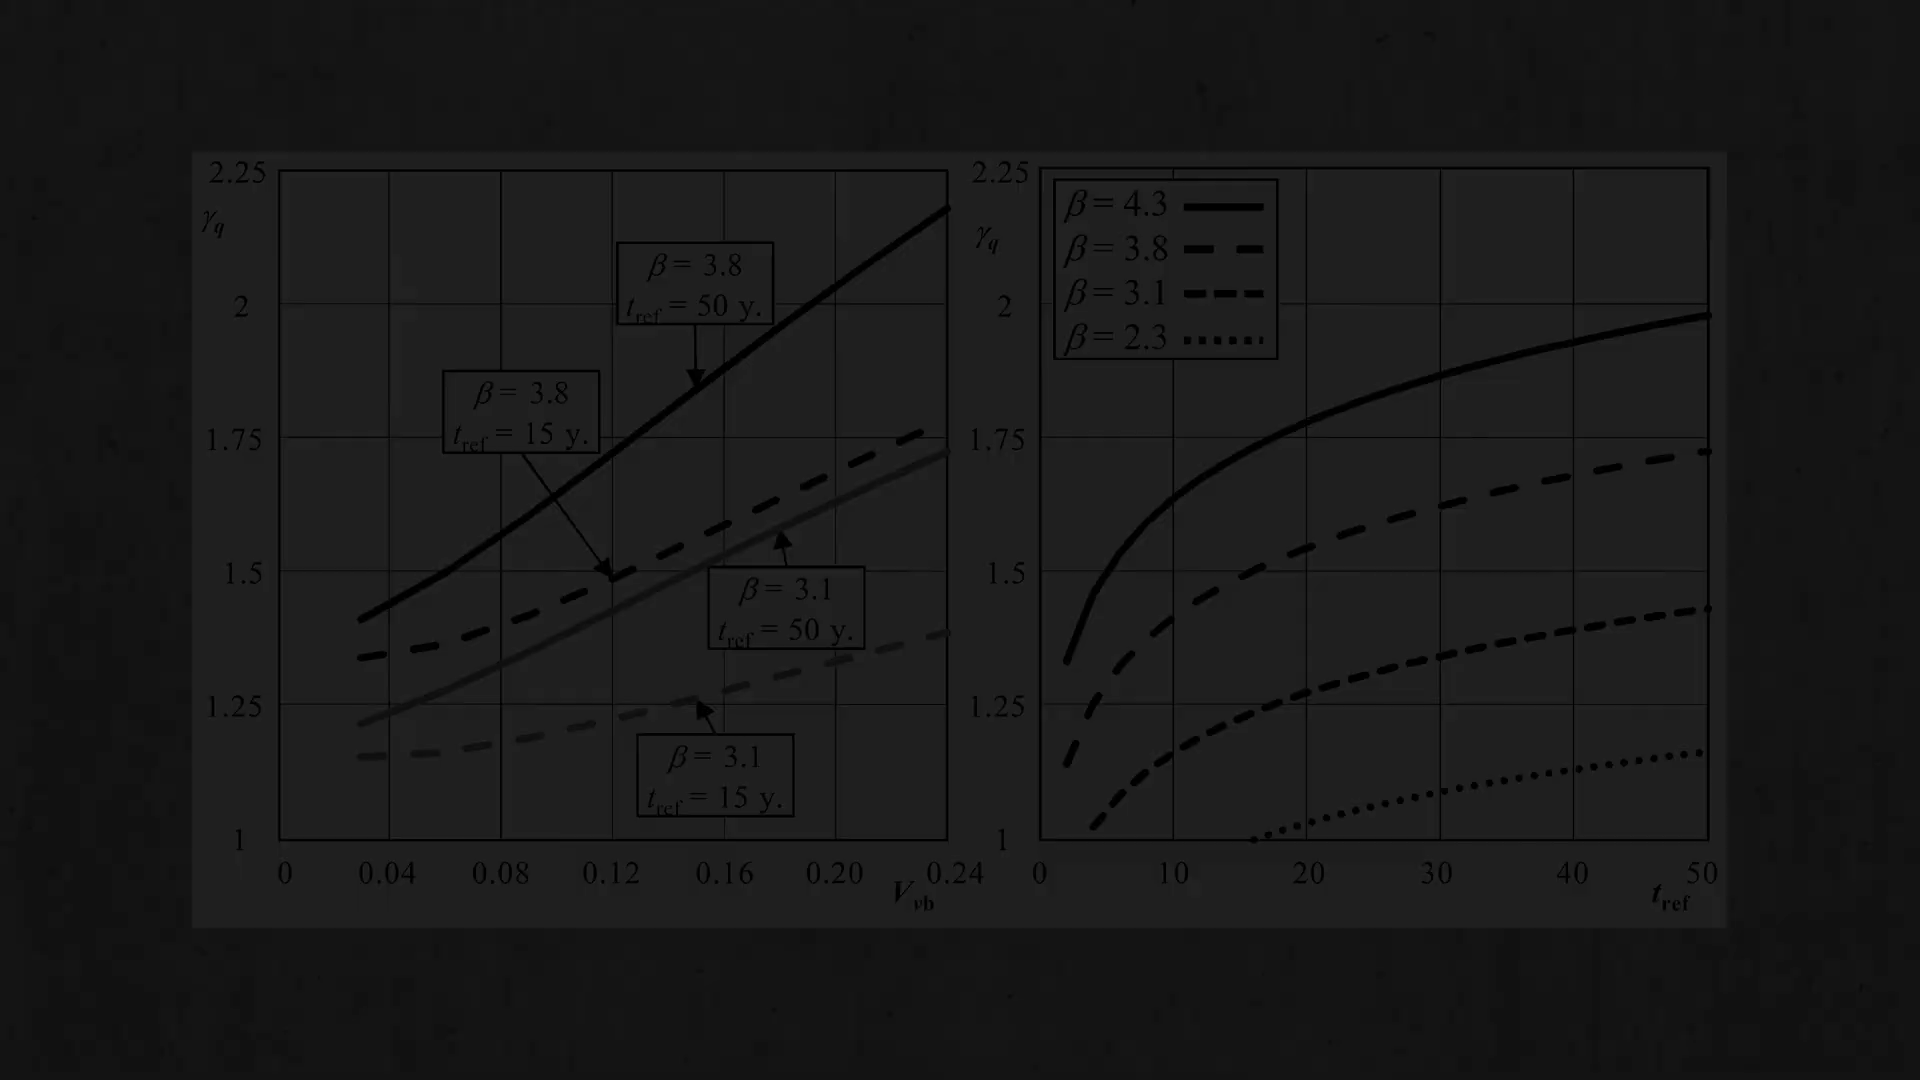 2.25
γq
2
1.75
1.5
1.25
1
0 0.04 0.08 0.12 0.16 0.20 0.24
Vvb
β = 3.8
tref = 50 y.
β = 3.8
tref = 15 y.
β = 3.1
tref = 50 y.
β = 3.1
tref = 15 y.
2.25
γq
2
1.75
1.5
1.25
1
0 10 20 30 40 50
tref
β = 4.3
β = 3.8
β = 3.1
β = 2.3